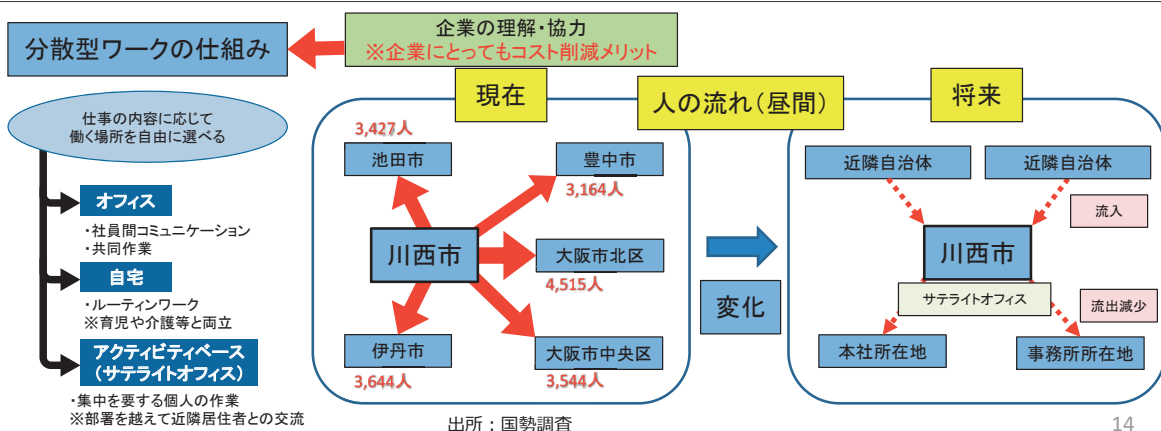 分散型ワークの仕組み
企業の理解・協力
※企業にとってもコスト削減メリット
仕事の内容に応じて
働く場所を自由に選べる
オフィス
・社員間コミュニケーション
・共同作業
自宅
・ルーティンワーク
※育児や介護等と両立
アクティビティベース
（サテライトオフィス）
・集中を要する個人の作業
※部署を越えて近隣居住者との交流
現在
人の流れ（昼間）
将来
3,427人
池田市
豊中市
3,164人
川西市
大阪市北区
4,515人
伊丹市
3,644人
大阪市中央区
3,544人
変化
近隣自治体
近隣自治体
流入
川西市
サテライトオフィス
流出減少
本社所在地
事務所所在地
出所：国勢調査
14